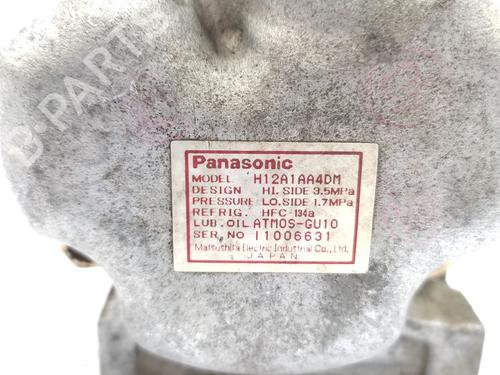 B-PARTS
Panasonic
MODEL H12A1AA4DM
DESIGN HI. SIDE 3.5MPa
PRESSURE LO. SIDE 1.7MPa
REFRIG. HFC-134a
LUB. OIL ATMOS-GU10
SER. NO 11006631
Matsushita Electric Industrial Co., Ltd.
JAPAN